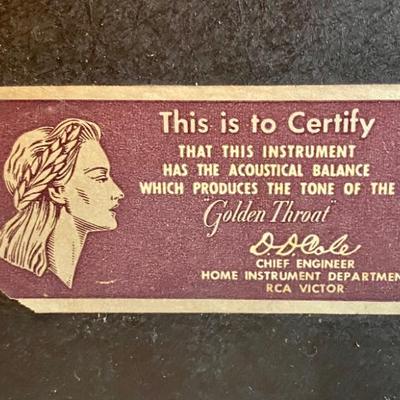 This is to Certify
THAT THIS INSTRUMENT
HAS THE ACOUSTICAL BALANCE
WHICH PRODUCES THE TONE OF THE
"Golden Throat"
D.D. Cole
CHIEF ENGINEER
HOME INSTRUMENT DEPARTMEN
RCA VICTOR